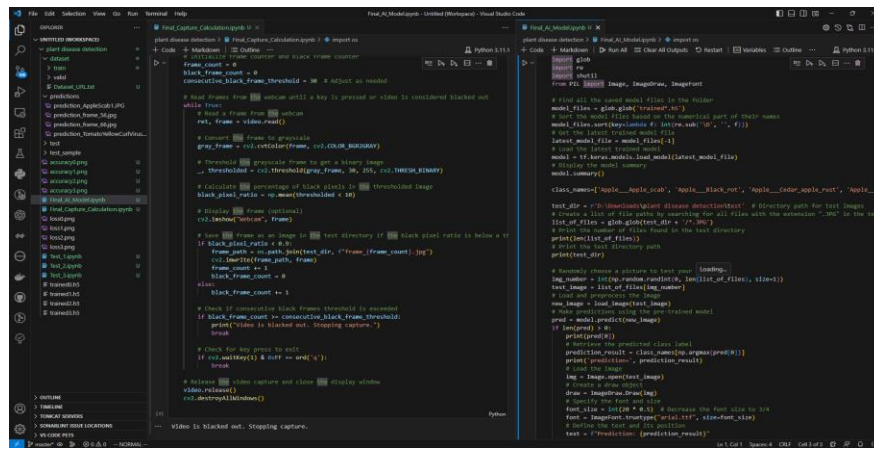 File Edit Selection View Go Run Terminal Help
Final_AI_Model.ipynb - Untitled (Workspace) - Visual Studio Code
EXPLORER
UNTITLED (WORKSPACE)
plant disease detection
dataset
train
valid
Dataset_URL.txt
predictions
prediction_AppleScab1.JPG
prediction_frame_56.jpg
prediction_frame_66.jpg
prediction_TomatoYellowCurlVirus...
test
test_sample
accuracy0.png
accuracy1.png
accuracy2.png
accuracy3.png
Final_AI_Model.ipynb
Final_Capture_Calculation.ipynb U
loss0.png
loss1.png
loss2.png
loss3.png
Test_1.ipynb
Test_2.ipynb
Test_3.ipynb
trained0.h5
trained1.h5
trained2.h5
trained3.h5
OUTLINE
TIMELINE
TOMCAT SERVERS
SONARLINT ISSUE LOCATIONS
VS CODE PETS
Final_Capture_Calculation.ipynb U
plant disease detection > Final_Capture_Calculation.ipynb > import os
+ Code + Markdown Outline ...
Python 3.11.5
# Initialize frame counter and black frame counter
frame_count = 0
black_frame_count = 0
consecutive_black_frame_threshold = 30 # Adjust as needed
# Read frames from the webcam until a key is pressed or video is considered blacked out
while True:
# Read a frame from the webcam
ret, frame = video.read()
# Convert the frame to grayscale
gray_frame = cv2.cvtColor(frame, cv2.COLOR_BGR2GRAY)
# Threshold the grayscale frame to get a binary image
_, thresholded = cv2.threshold(gray_frame, 30, 255, cv2.THRESH_BINARY)
# Calculate the percentage of black pixels in the thresholded image
black_pixel_ratio = np.mean(thresholded < 10)
# Display the frame (optional)
cv2.imshow("Webcam", frame)
# Save the frame as an image in the test directory if the black pixel ratio is below a th
if black_pixel_ratio < 0.9:
frame_path = os.path.join(test_dir, f"frame_{frame_count}.jpg")
cv2.imwrite(frame_path, frame)
frame_count += 1
black_frame_count = 0
else:
black_frame_count += 1
# Check if consecutive black frames threshold is exceeded
if black_frame_count >= consecutive_black_frame_threshold:
print("Video is blacked out. Stopping capture.")
break
# Check for key press to exit
if cv2.waitKey(1) & 0xFF == ord('q'):
break
# Release the video capture and close the display window
video.release()
cv2.destroyAllWindows()
Python
... Video is blacked out. Stopping capture.
Final_AI_Model.ipynb U
plant disease detection > Final_AI_Model.ipynb > import os
+ Code + Markdown Run All Clear All Outputs Restart Variables Outline ...
Python 3.11.5
import glob
import re
import shutil
from PIL import Image, ImageDraw, ImageFont
# Find all the saved model files in the folder
model_files = glob.glob('trained*.h5')
# Sort the model files based on the numerical part of their names
model_files.sort(key=lambda f: int(re.sub('\D', '', f)))
# Get the latest trained model file
latest_model_file = model_files[-1]
# Load the latest trained model
model = tf.keras.models.load_model(latest_model_file)
# Display the model summary
model.summary()
class_names=['Apple___Apple_scab', 'Apple___Black_rot', 'Apple___Cedar_apple_rust', 'Apple_
test_dir = r'D:\Downloads\plant disease detection\test' # Directory path for test images
# Create a list of file paths by searching for all files with the extension ".JPG" in the te
list_of_files = glob.glob(test_dir + '/*.JPG')
# Print the number of files found in the test directory
print(len(list_of_files))
# Print the test directory path
print(test_dir)
# Randomly choose a picture to test your
Loading...
img_number = int(np.random.randint(0, len(list_of_files), size=1))
test_image = list_of_files[img_number]
# Load and preprocess the image
new_image = load_image(test_image)
# Make predictions using the pre-trained model
pred = model.predict(new_image)
if len(pred) > 0:
print(pred[0])
# Retrieve the predicted class label
prediction_result = class_names[np.argmax(pred[0])]
print('prediction=', prediction_result)
# Load the image
img = Image.open(test_image)
# Create a draw object
draw = ImageDraw.Draw(img)
# Specify the font and size
font_size = int(20 * 0.5) # Decrease the font size to 3/4
font = ImageFont.truetype("arial.ttf", size=font_size)
# Define the text and its position
text = f"Prediction: {prediction_result}"
master* 0 0 -- NORMAL --
Ln 1, Col 1 Spaces: 4 CRLF Cell 3 of 3